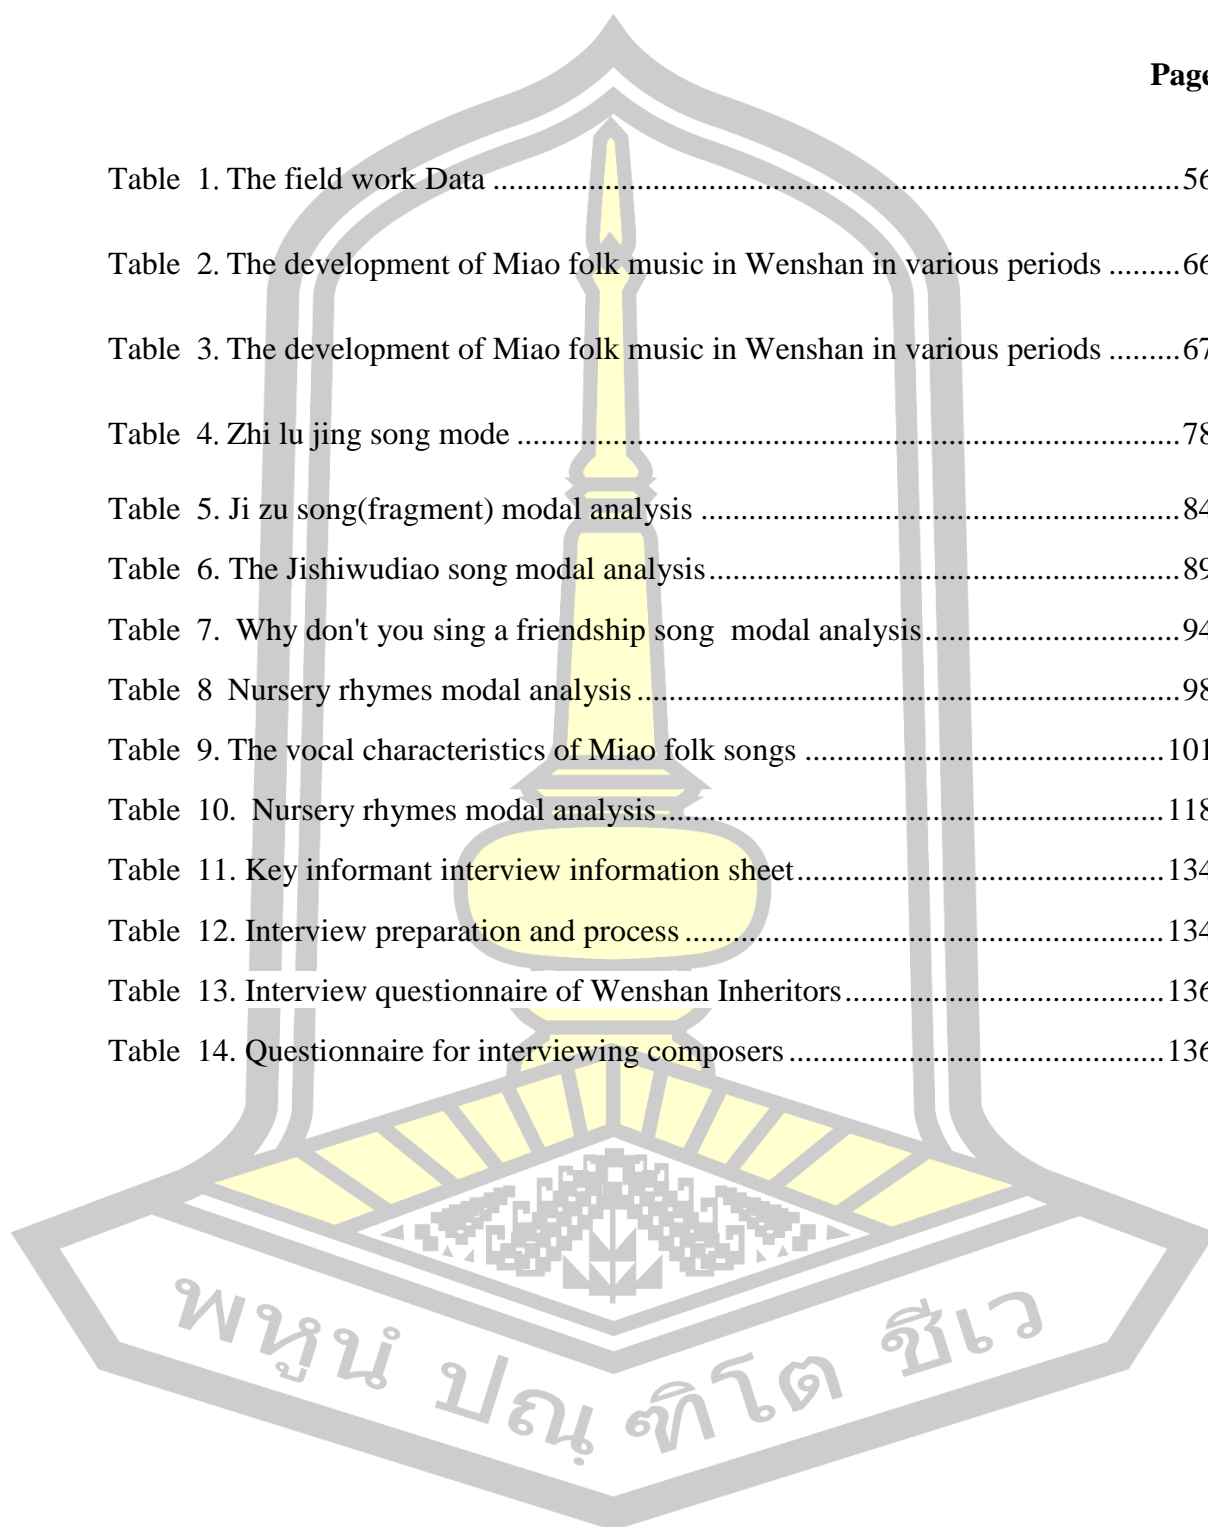 Page
Table 1. The field work Data ........................................................................................ 56
Table 2. The development of Miao folk music in Wenshan in various periods ......... 66
Table 3. The development of Miao folk music in Wenshan in various periods ......... 67
Table 4. Zhi lu jing song mode ..................................................................................... 78
Table 5. Ji zu song(fragment) modal analysis .............................................................. 84
Table 6. The Jishiwudiao song modal analysis ............................................................. 89
Table 7. Why don't you sing a friendship song modal analysis ................................. 94
Table 8 Nursery rhymes modal analysis ...................................................................... 98
Table 9. The vocal characteristics of Miao folk songs .............................................. 101
Table 10. Nursery rhymes modal analysis .................................................................. 118
Table 11. Key informant interview information sheet ................................................ 134
Table 12. Interview preparation and process .............................................................. 134
Table 13. Interview questionnaire of Wenshan Inheritors .......................................... 136
Table 14. Questionnaire for interviewing composers ................................................. 136
พหูนํ ปณฺฑิโต ชีเว